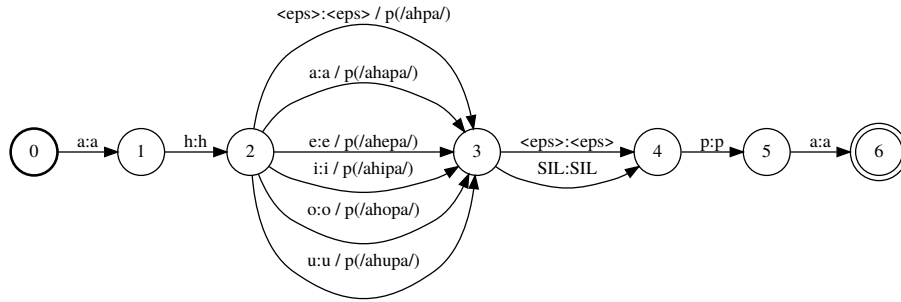 <eps>:<eps> / p(/ahpa/)
a:a / p(/ahapa/)
0 a:a 1 h:h 2 e:e / p(/ahepa/) 3 <eps>:<eps> 4 p:p 5 a:a 6
i:i / p(/ahipa/) SIL:SIL
o:o / p(/ahopa/)
u:u / p(/ahupa/)